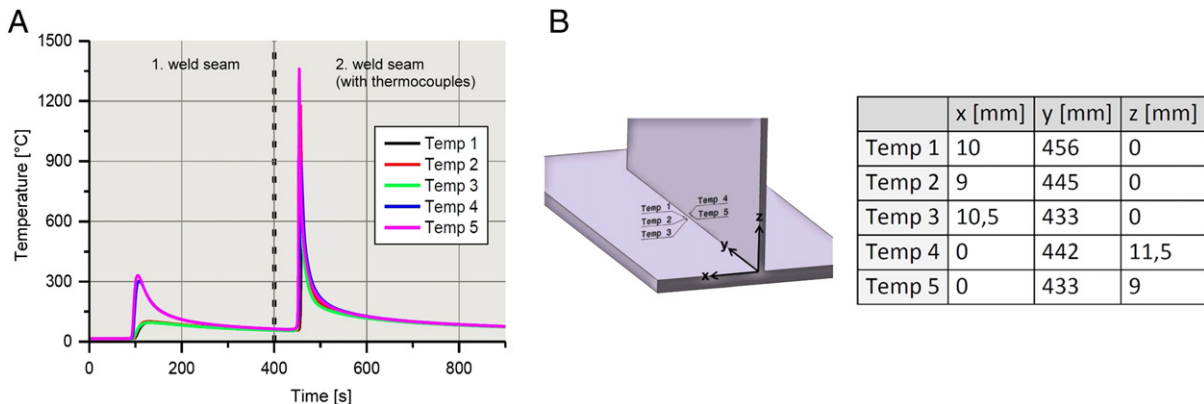 A
1500
1200
900
600
300
0
Temperature [°C]
1. weld seam
2. weld seam
(with thermocouples)
Temp 1
Temp 2
Temp 3
Temp 4
Temp 5
0 200 400 600 800
Time [s]
B
Temp 1
Temp 2
Temp 3
Temp 4
Temp 5
z
y
x
x [mm] y [mm] z [mm]
Temp 1 10 456 0
Temp 2 9 445 0
Temp 3 10,5 433 0
Temp 4 0 442 11,5
Temp 5 0 433 9